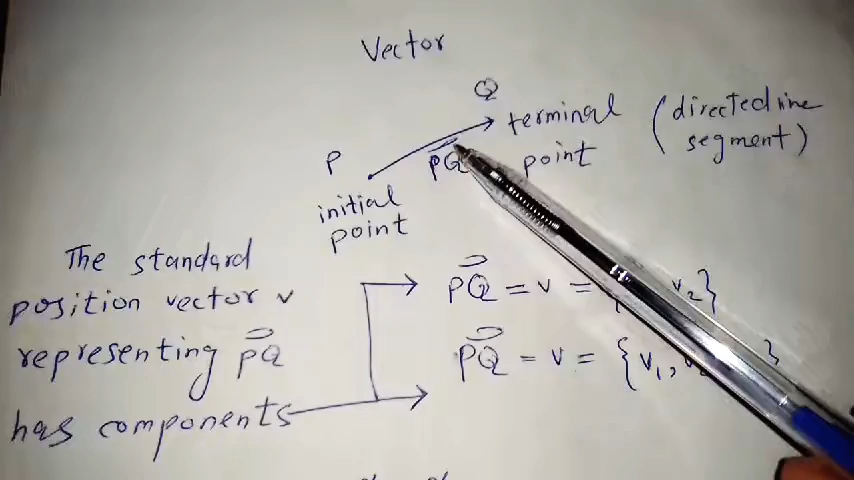 Vector
Q
terminal point
(directed line segment)
P
PQ
initial point
The standard
position vector v
representing PQ
has components
PQ = v = v2}
PQ = v = {v1, v